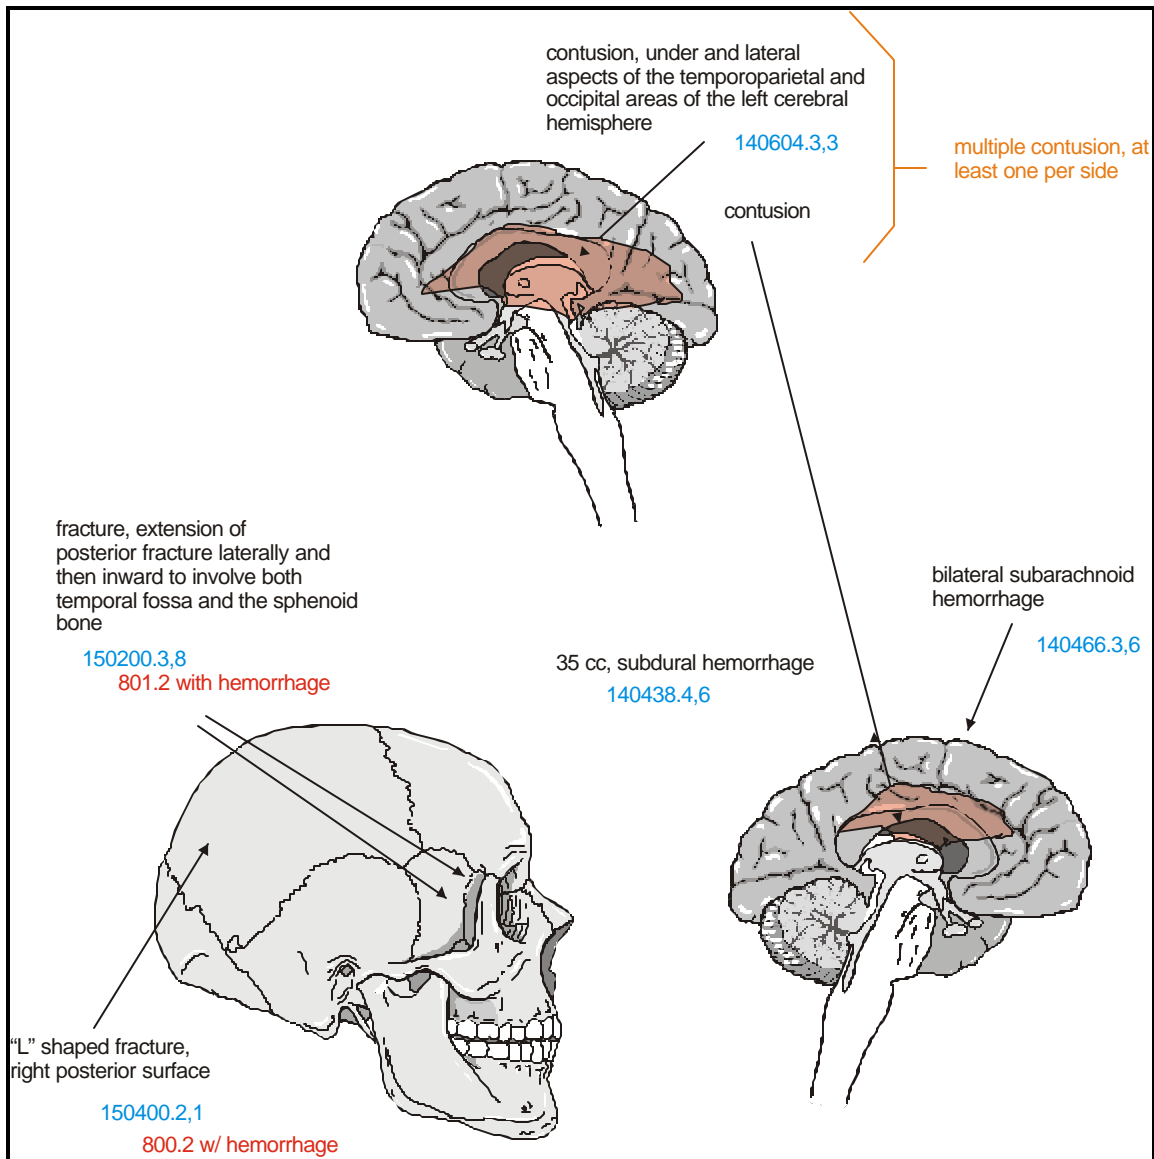 contusion, under and lateral
aspects of the temporoparietal and
occipital areas of the left cerebral
hemisphere
140604.3,3
multiple contusion, at
least one per side
contusion
fracture, extension of
posterior fracture laterally and
then inward to involve both
temporal fossa and the sphenoid
bone
150200.3,8
801.2 with hemorrhage
35 cc, subdural hemorrhage
140438.4,6
bilateral subarachnoid
hemorrhage
140466.3,6
“L” shaped fracture,
right posterior surface
150400.2,1
800.2 w/ hemorrhage